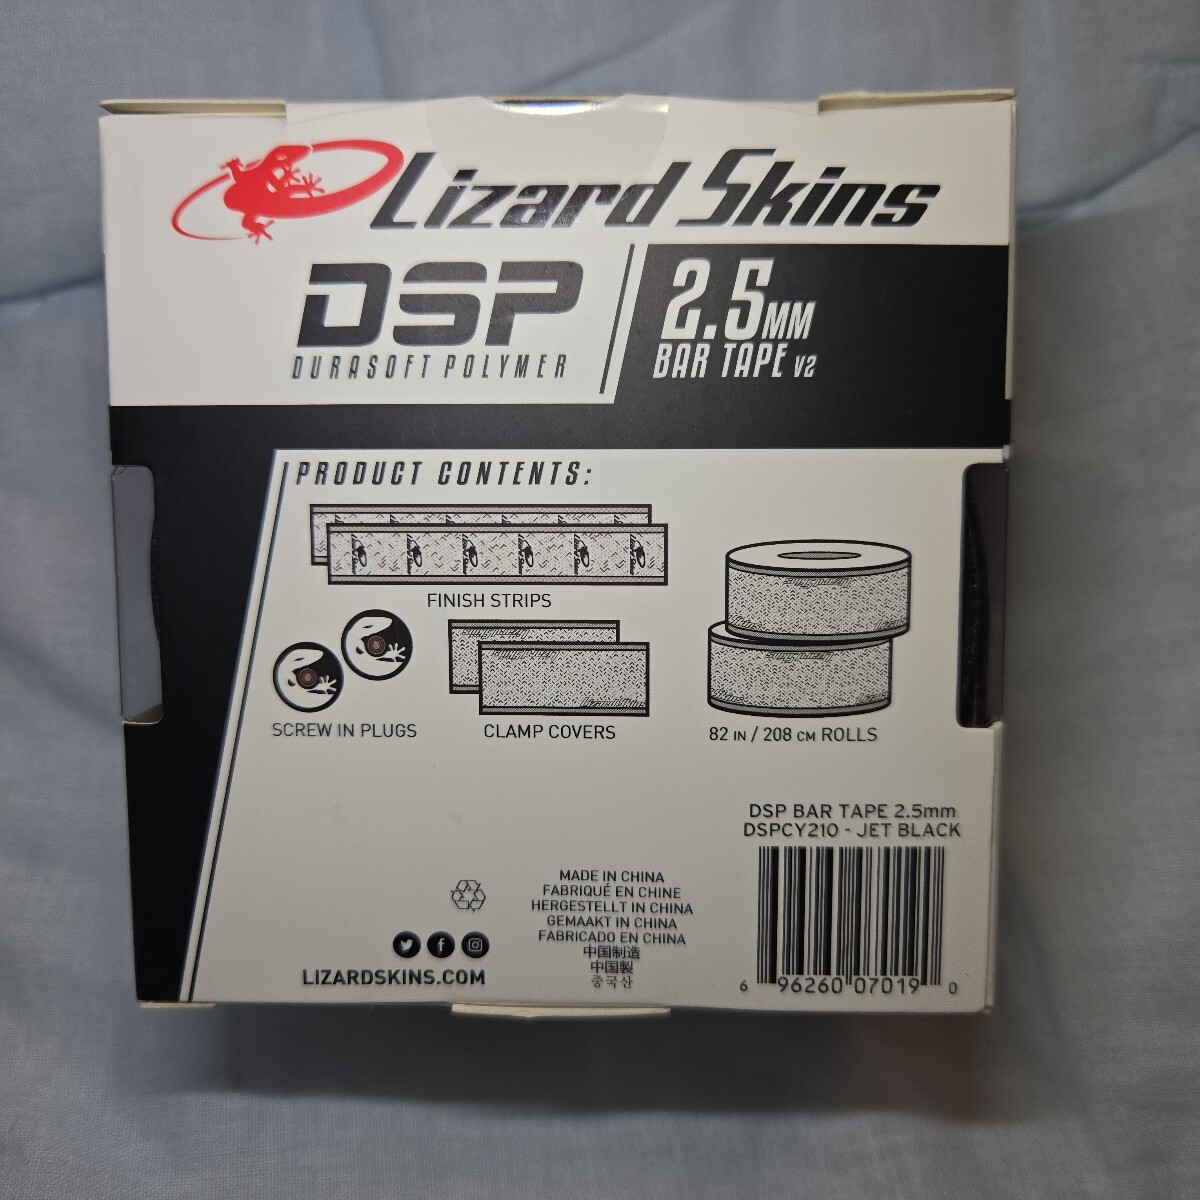 Lizard Skins
DSP
DURASOFT POLYMER
2.5MM
BAR TAPE V2
PRODUCT CONTENTS:
FINISH STRIPS
SCREW IN PLUGS
Lizard Skins
CLAMP COVERS
82 IN / 208 CM ROLLS
DSP BAR TAPE 2.5mm
DSPCY210 - JET BLACK
MADE IN CHINA
FABRIQUÉ EN CHINE
HERGESTELLT IN CHINA
GEMAAKT IN CHINA
FABRICADO EN CHINA
中国制造
中国製
중국산
LIZARDSKINS.COM
6 96260 07019 0